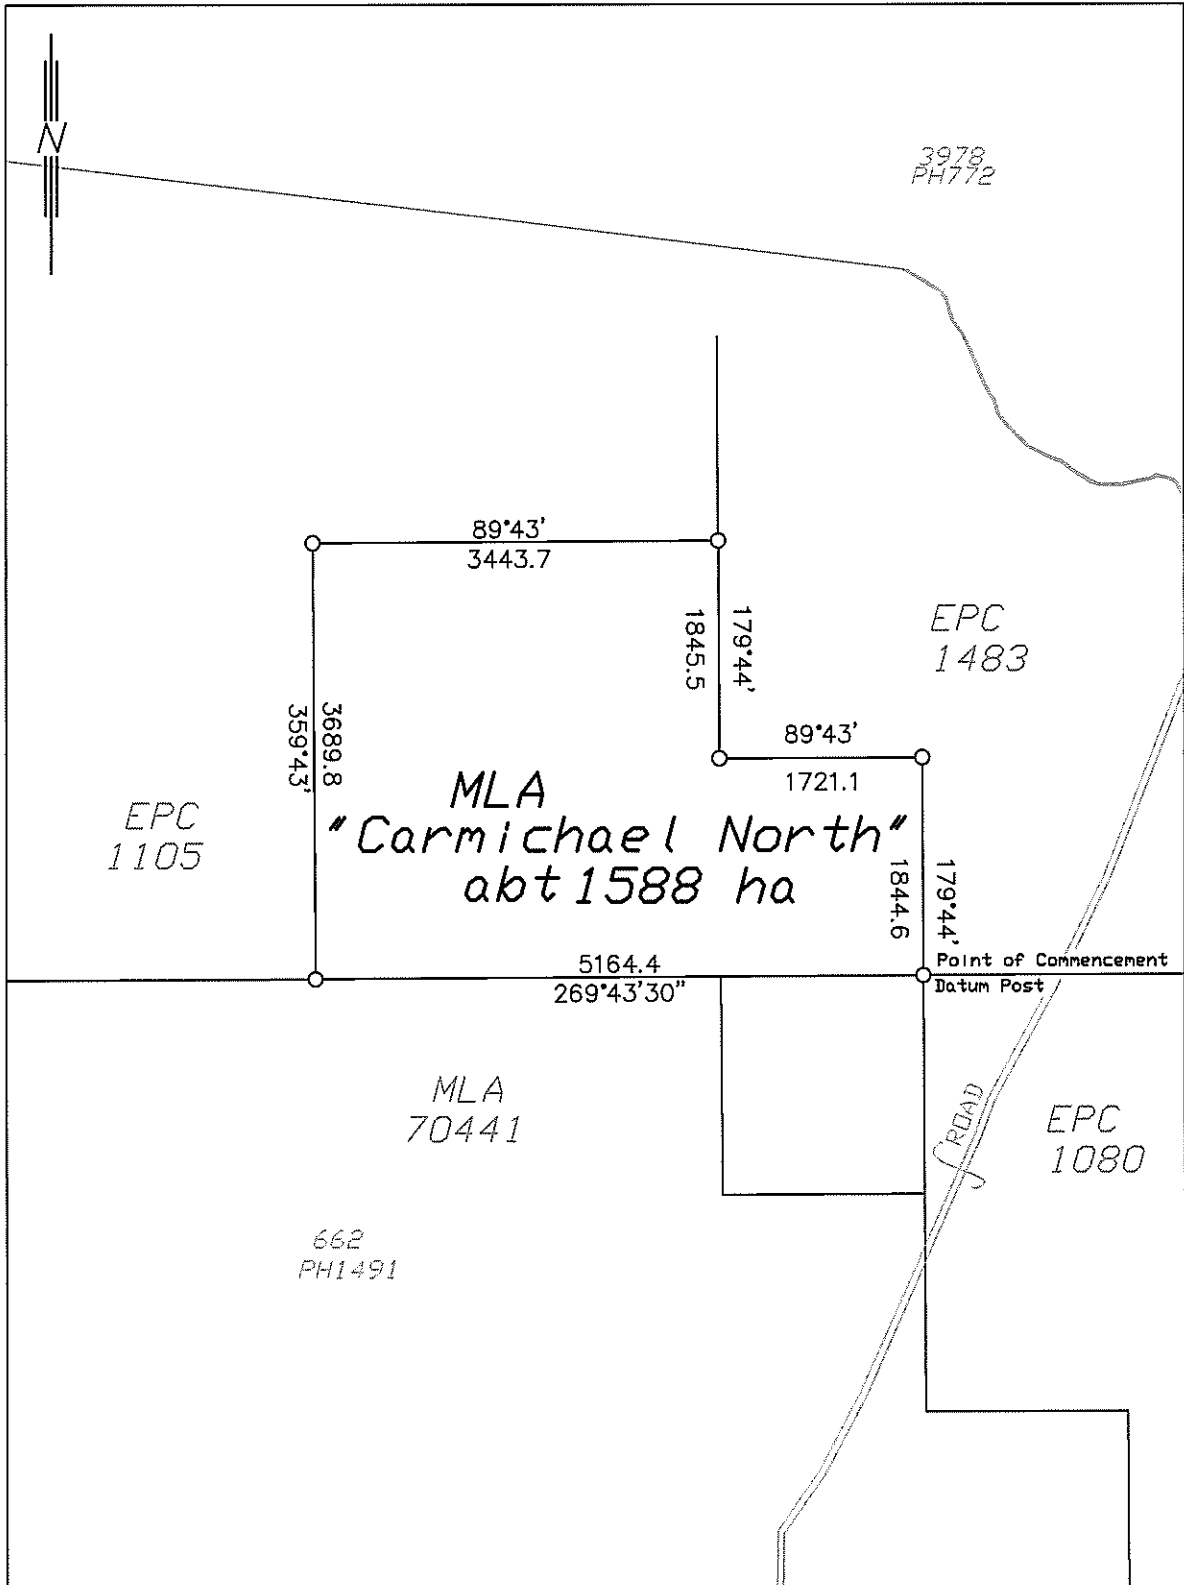 N
3978
PH772
89°43'
3443.7
179°44'
1845.5
EPC
1483
3689.8
359°43'
89°43'
1721.1
MLA
"Carmichael North"
abt 1588 ha
EPC
1105
179°44'
1844.6
5164.4
269°43'30"
Point of Commencement
Datum Post
MLA
70441
ROAD
EPC
1080
662
PH1491